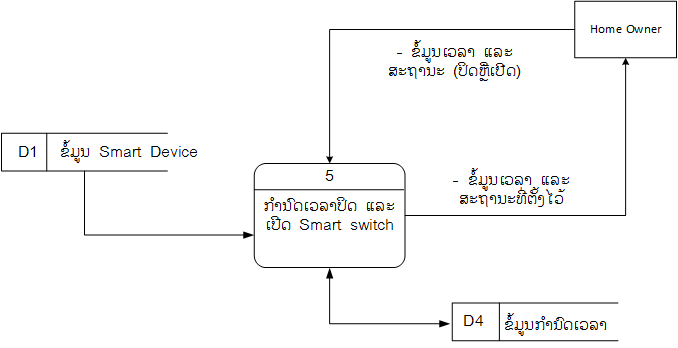 Home Owner
- ຂໍ້ມູນເວລາ ແລະ
ສະຖານະ (ປິດຫຼືເປີດ)
D1 ຂໍ້ມູນ Smart Device
5
ກຳນົດເວລາປິດ ແລະ
ເປີດ Smart switch
- ຂໍ້ມູນເວລາ ແລະ
ສະຖານະທີ່ຕັ້ງໄວ້
D4 ຂໍ້ມູນກຳນົດເວລາ